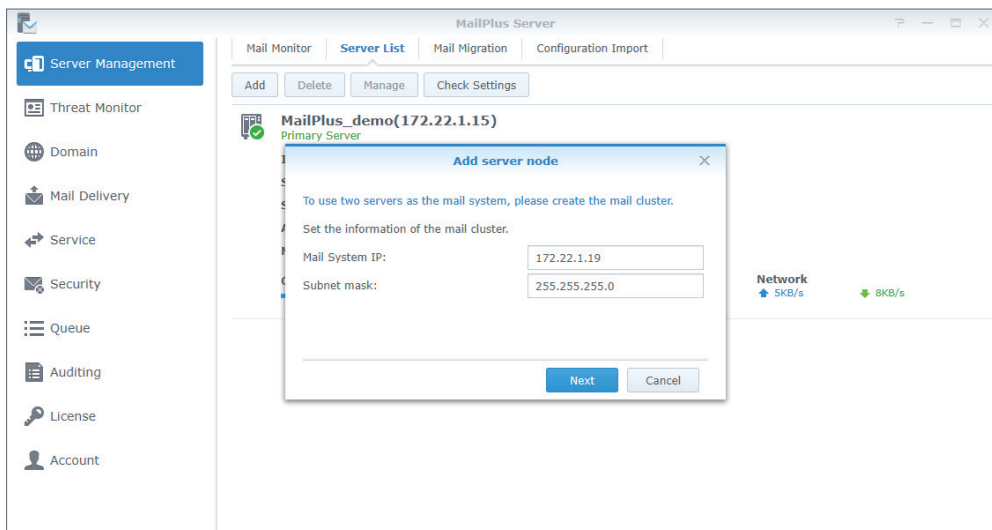 MailPlus Server
Server Management
Threat Monitor
Domain
Mail Delivery
Service
Security
Queue
Auditing
License
Account
Mail Monitor Server List Mail Migration Configuration Import
Add Delete Manage Check Settings
MailPlus_demo(172.22.1.15)
Primary Server
Add server node
To use two servers as the mail system, please create the mail cluster.
Set the information of the mail cluster.
Mail System IP: 172.22.1.19
Subnet mask: 255.255.255.0
Next Cancel
Network
5KB/s 8KB/s